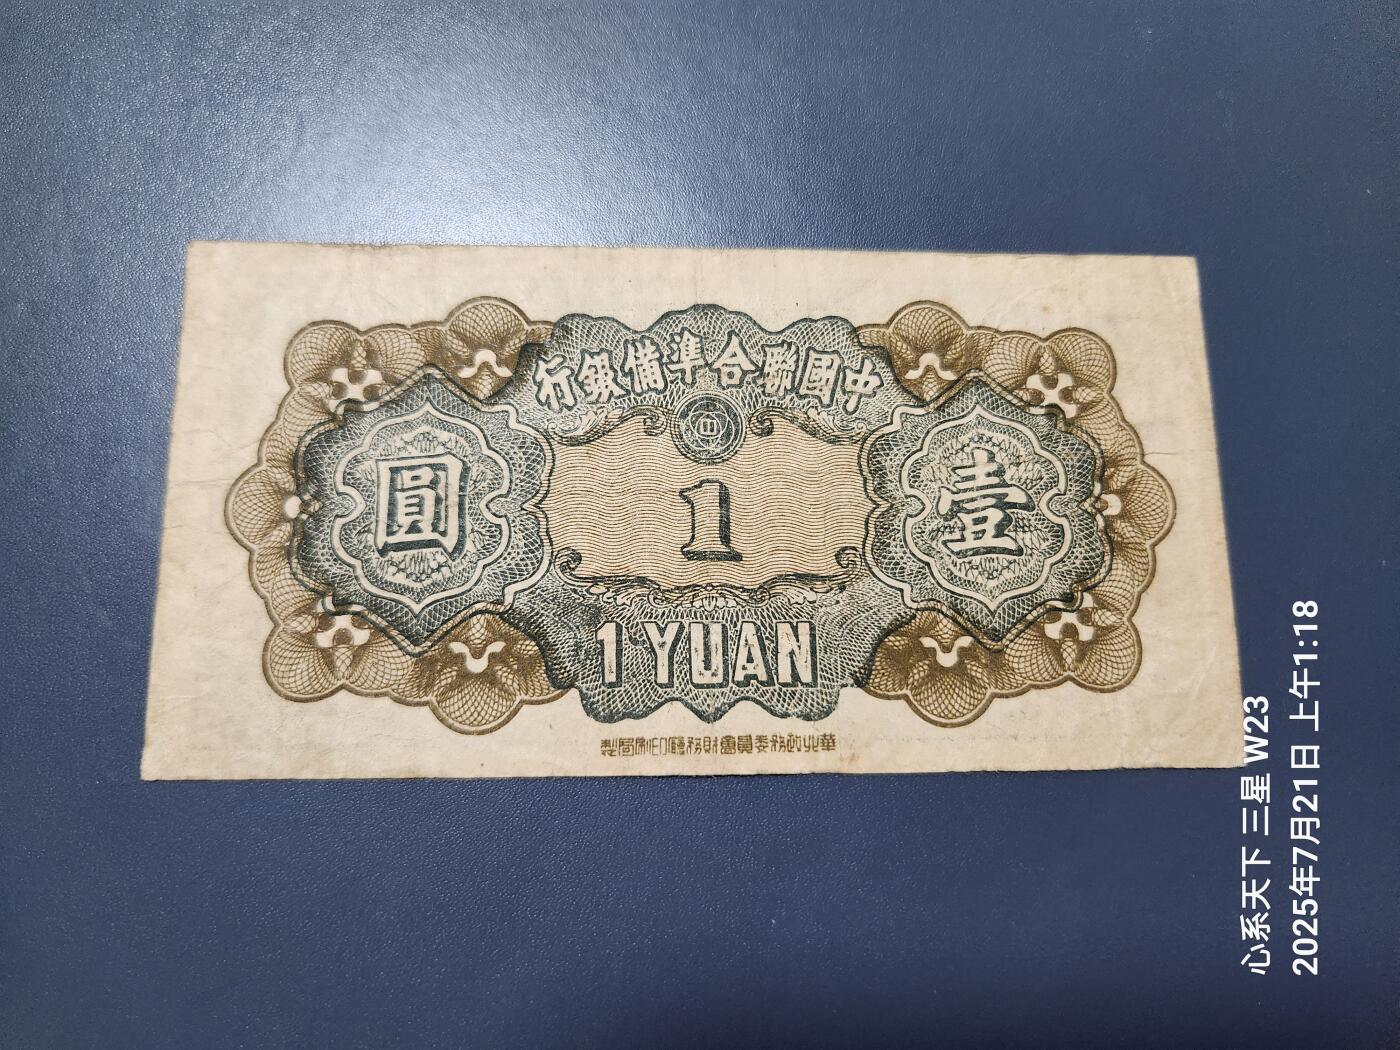 中國聯合準備銀行
壹
圓
1
1 YUAN
華北政務委員會財務廳印刷局製
心系天下 三星 W23
2025年7月21日 上午1:18